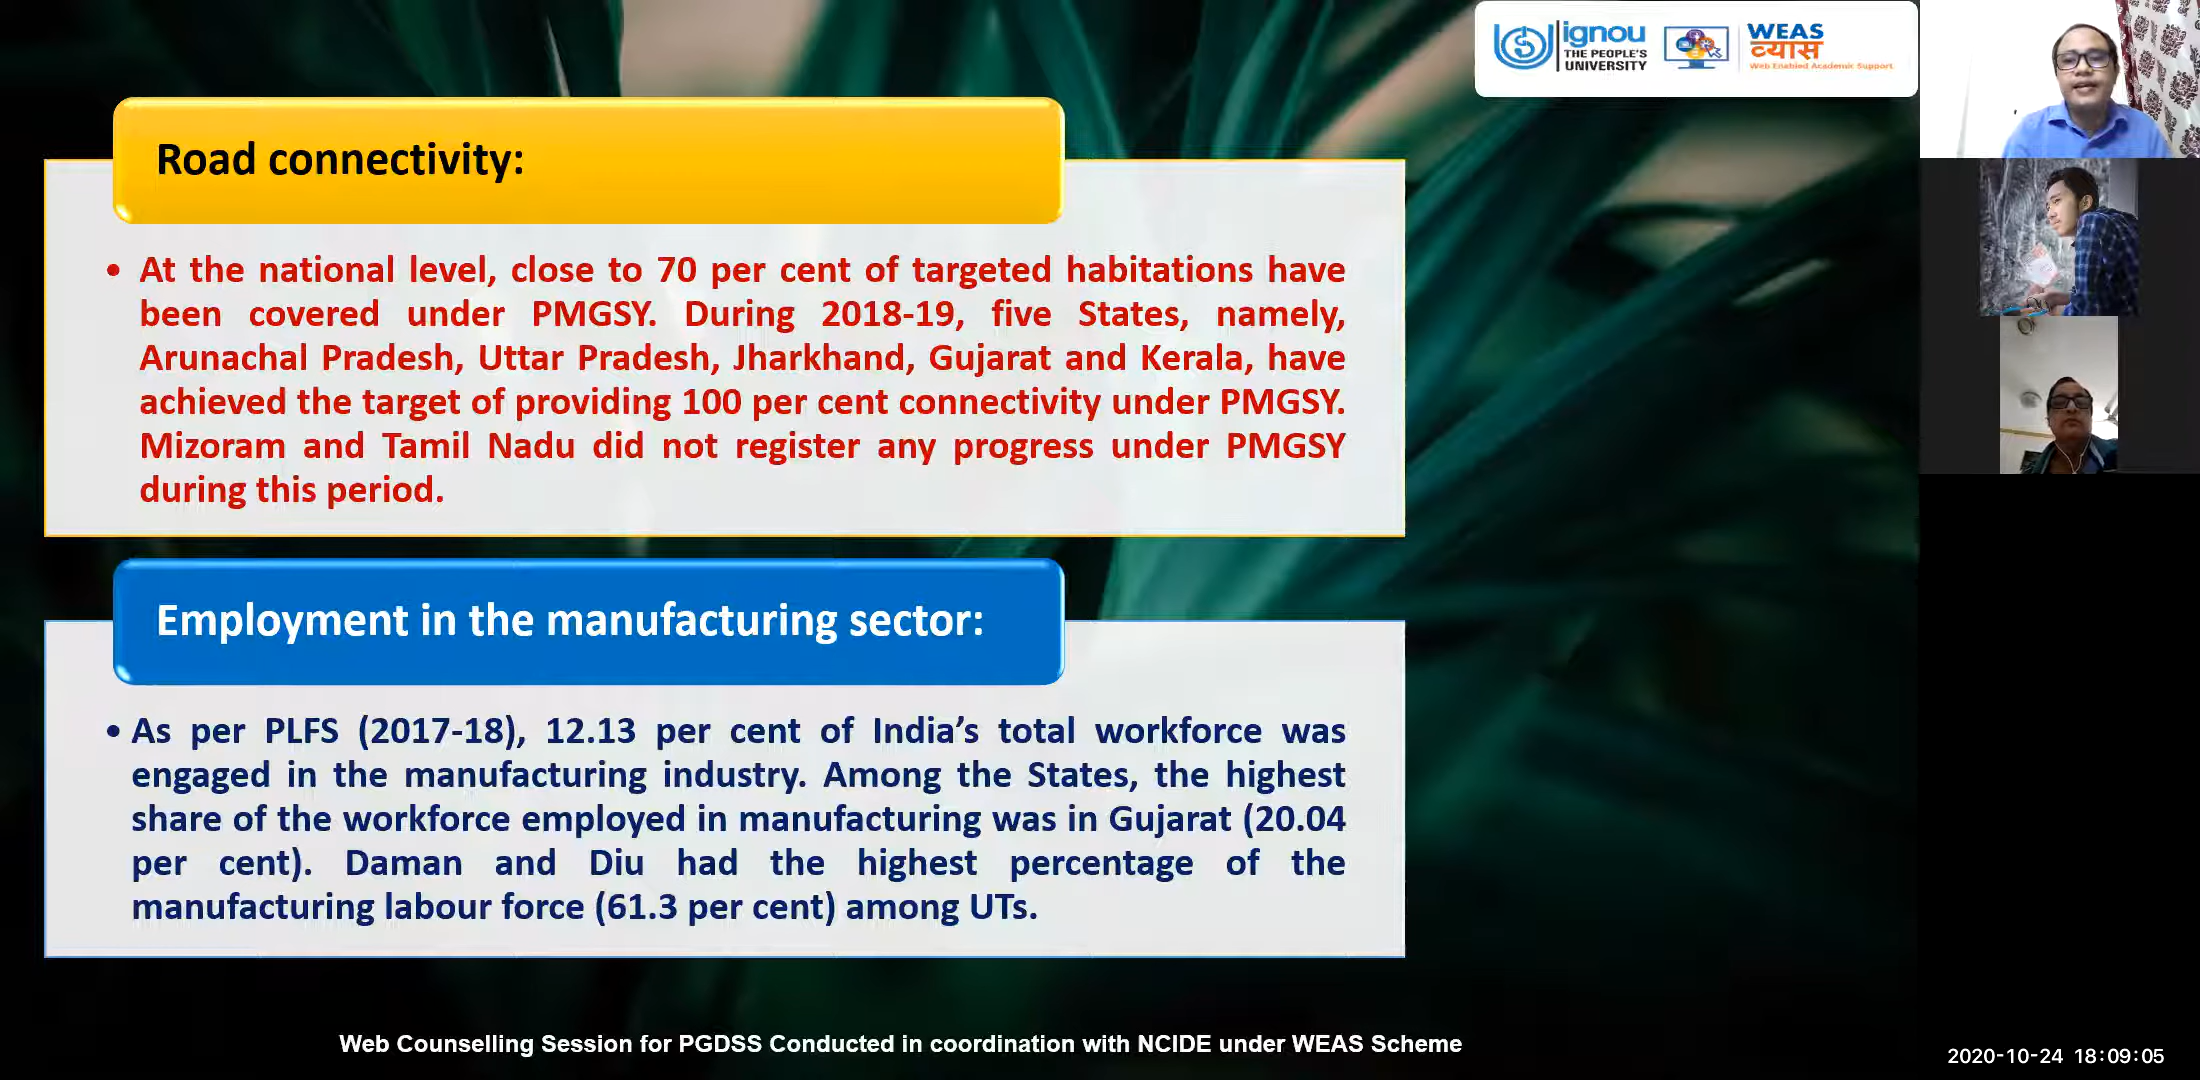 ignou
THE PEOPLE'S
UNIVERSITY
WEAS
व्यास
Web Enabled Academic Support
Road connectivity:
• At the national level, close to 70 per cent of targeted habitations have
been covered under PMGSY. During 2018-19, five States, namely,
Arunachal Pradesh, Uttar Pradesh, Jharkhand, Gujarat and Kerala, have
achieved the target of providing 100 per cent connectivity under PMGSY.
Mizoram and Tamil Nadu did not register any progress under PMGSY
during this period.
Employment in the manufacturing sector:
• As per PLFS (2017-18), 12.13 per cent of India’s total workforce was
engaged in the manufacturing industry. Among the States, the highest
share of the workforce employed in manufacturing was in Gujarat (20.04
per cent). Daman and Diu had the highest percentage of the
manufacturing labour force (61.3 per cent) among UTs.
Web Counselling Session for PGDSS Conducted in coordination with NCIDE under WEAS Scheme
2020-10-24 18:09:05